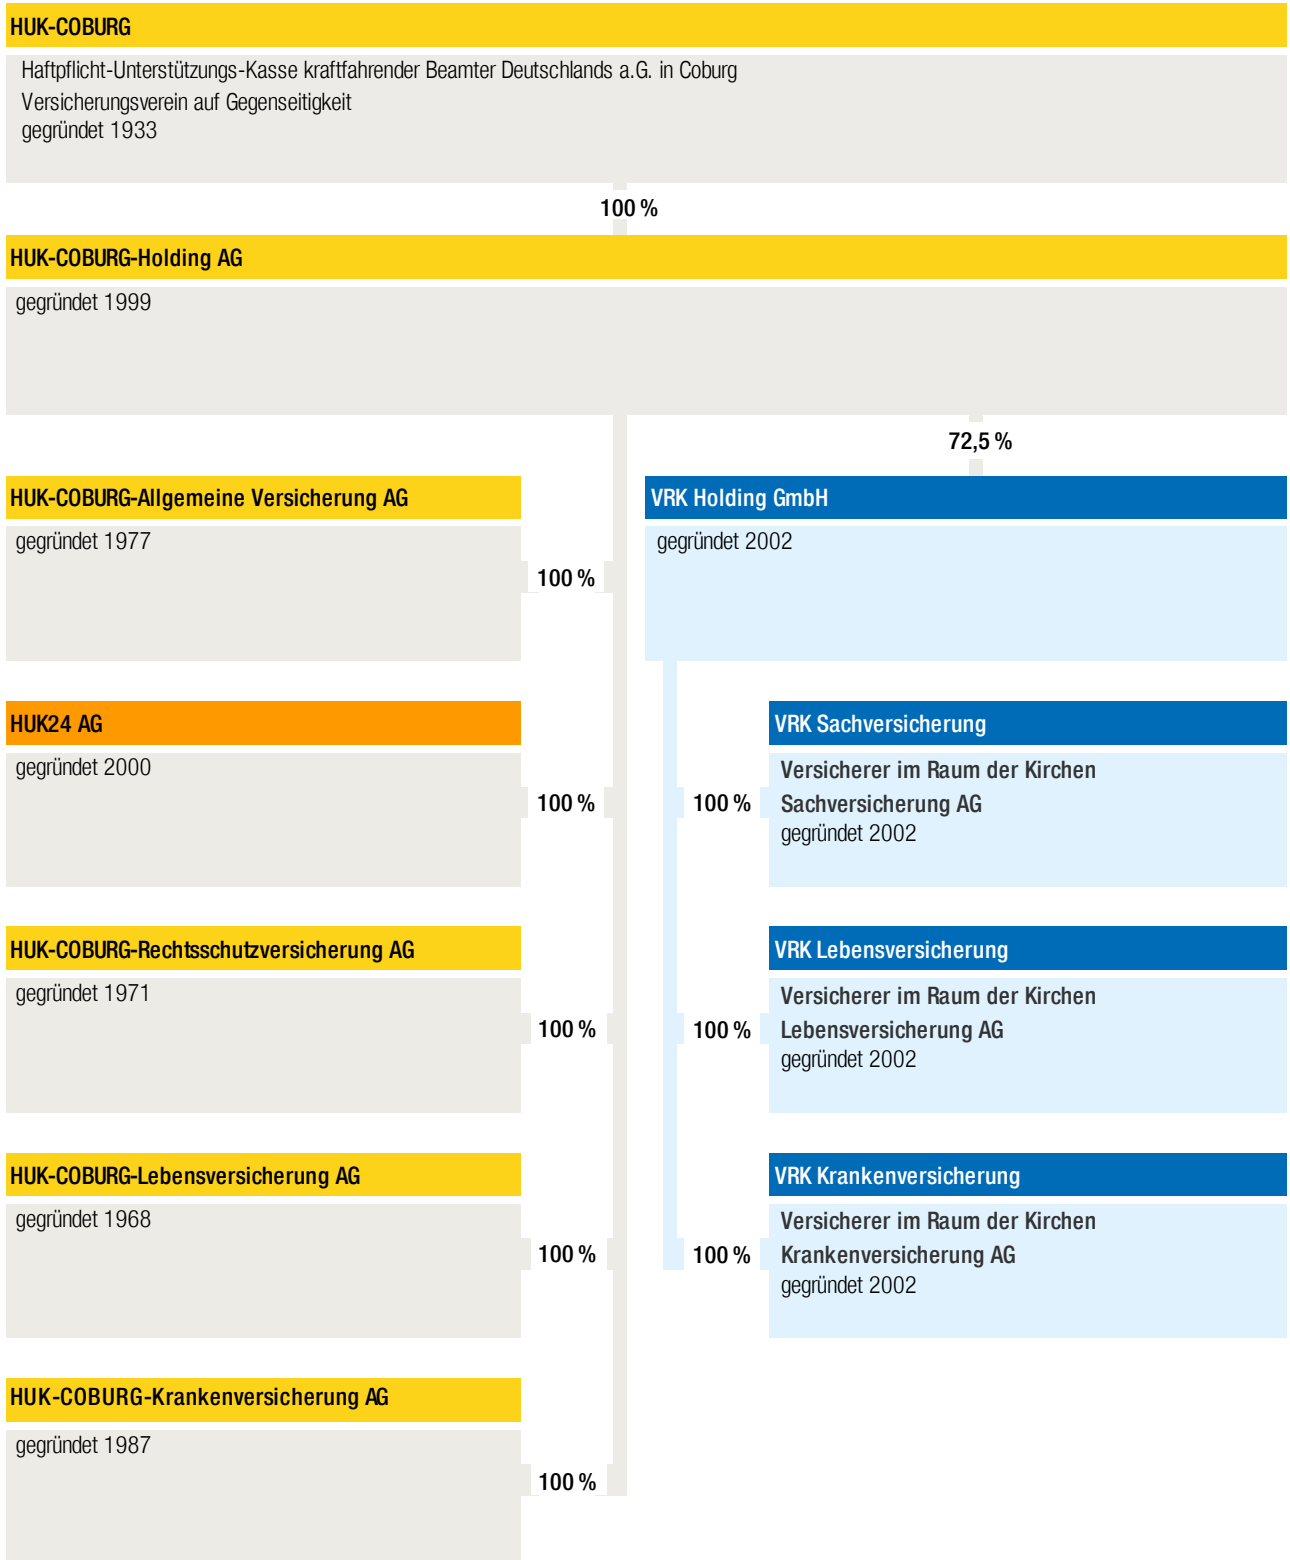 HUK-COBURG
Haftpflicht-Unterstützungs-Kasse kraftfahrender Beamter Deutschlands a.G. in Coburg
Versicherungsverein auf Gegenseitigkeit
gegründet 1933
100 %
HUK-COBURG-Holding AG
gegründet 1999
72,5 %
HUK-COBURG-Allgemeine Versicherung AG
gegründet 1977
100 %
VRK Holding GmbH
gegründet 2002
HUK24 AG
gegründet 2000
100 %
100 %
VRK Sachversicherung
Versicherer im Raum der Kirchen
Sachversicherung AG
gegründet 2002
HUK-COBURG-Rechtsschutzversicherung AG
gegründet 1971
100 %
100 %
VRK Lebensversicherung
Versicherer im Raum der Kirchen
Lebensversicherung AG
gegründet 2002
HUK-COBURG-Lebensversicherung AG
gegründet 1968
100 %
100 %
VRK Krankenversicherung
Versicherer im Raum der Kirchen
Krankenversicherung AG
gegründet 2002
HUK-COBURG-Krankenversicherung AG
gegründet 1987
100 %